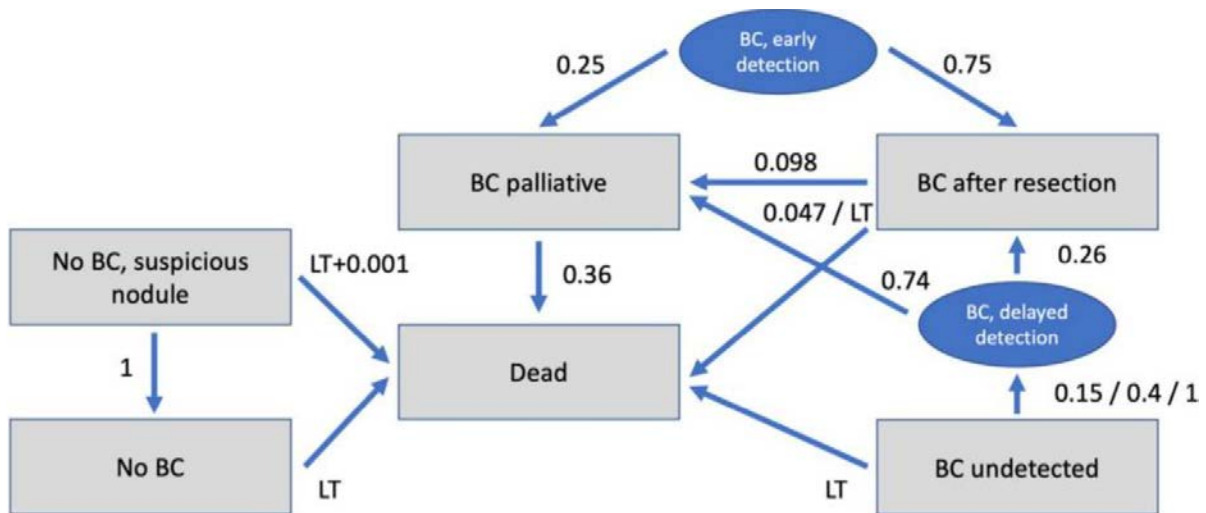 BC, early
detection
0.25
0.75
BC palliative
0.098
BC after resection
0.047 / LT
No BC, suspicious
nodule
LT+0.001
0.36
0.74
0.26
BC, delayed
detection
1
Dead
0.15 / 0.4 / 1
No BC
LT
LT
BC undetected